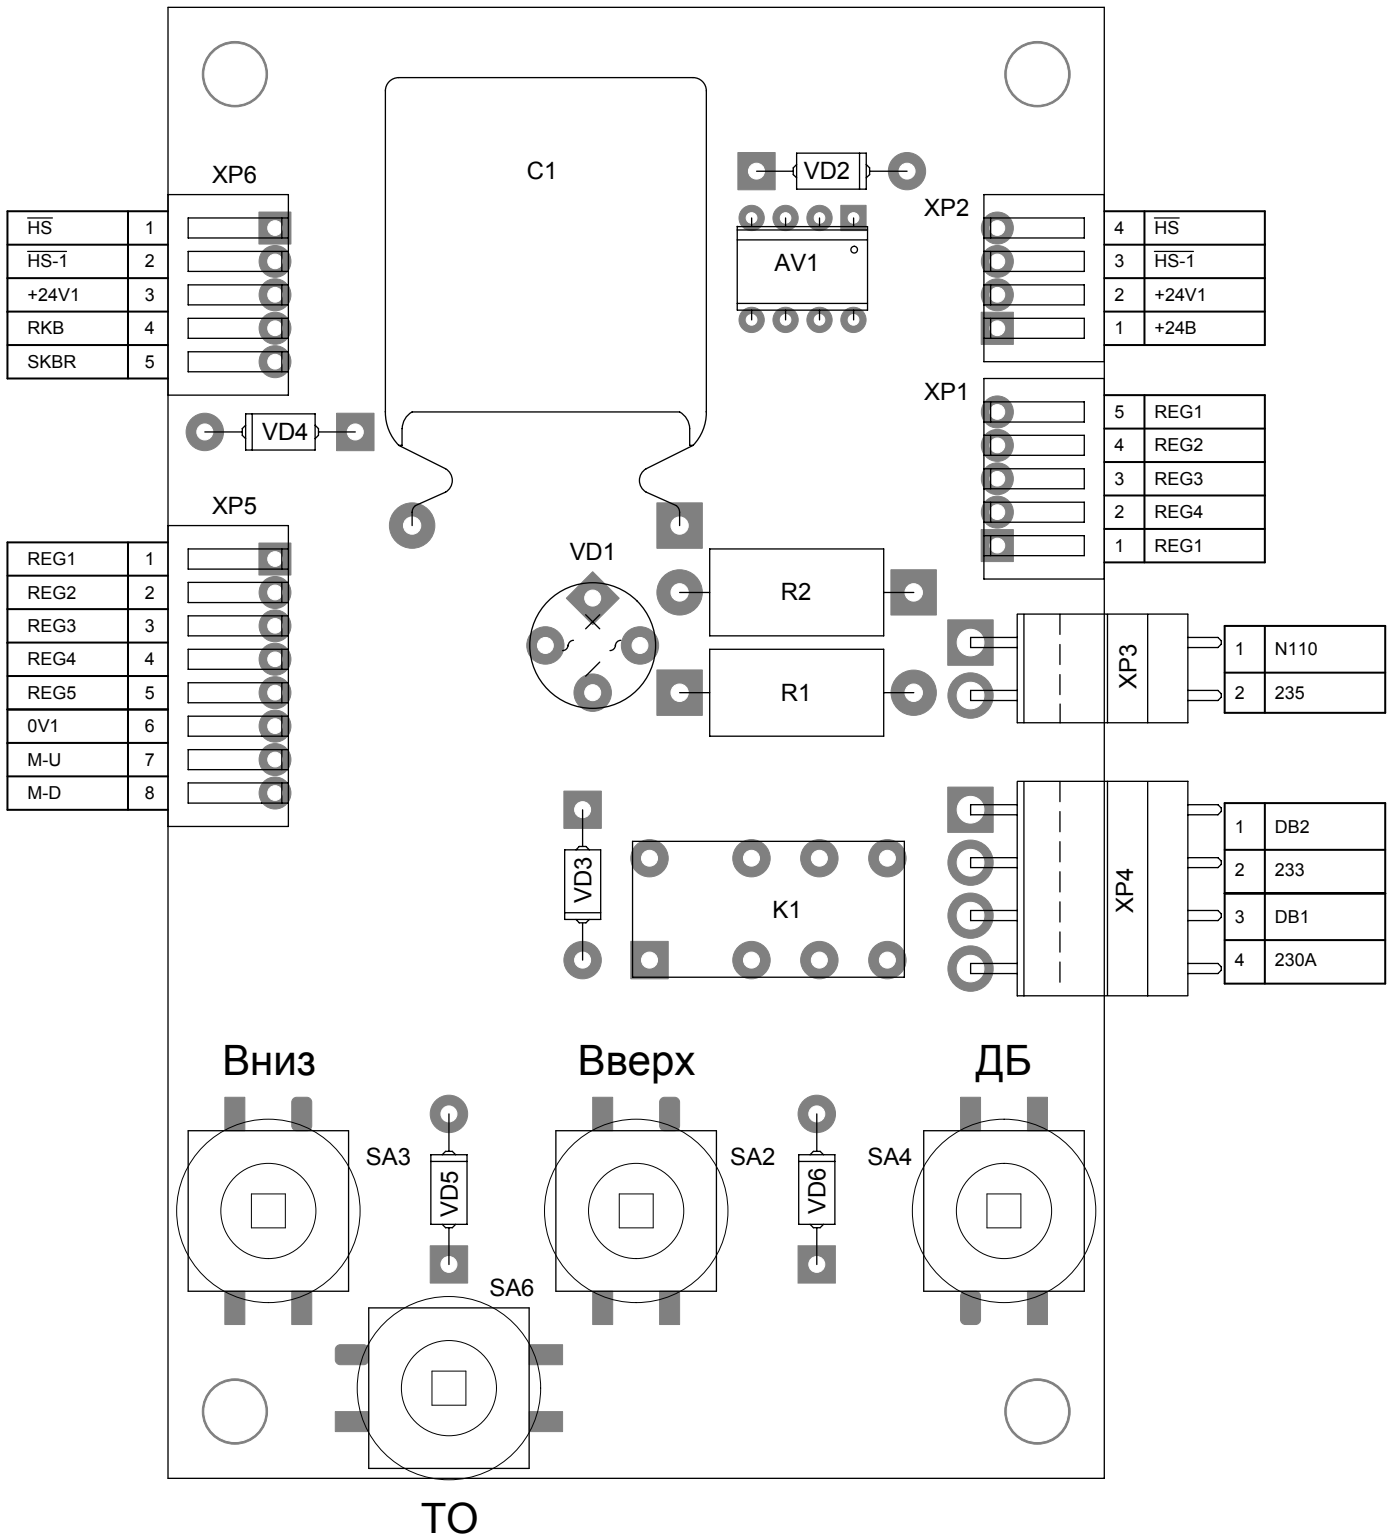 XP6
C1
VD2
XP2
HS 1
HS-1 2
+24V1 3
RKB 4
SKBR 5
AV1
4 HS
3 HS-1
2 +24V1
1 +24B
XP1
VD4
5 REG1
4 REG2
3 REG3
2 REG4
1 REG1
XP5
REG1 1
REG2 2
REG3 3
REG4 4
REG5 5
0V1 6
M-U 7
M-D 8
VD1
R2
R1
XP3
1 N110
2 235
VD3
K1
XP4
1 DB2
2 233
3 DB1
4 230A
Вниз
Вверх
ДБ
SA3
VD5
SA2
VD6
SA4
SA6
ТО